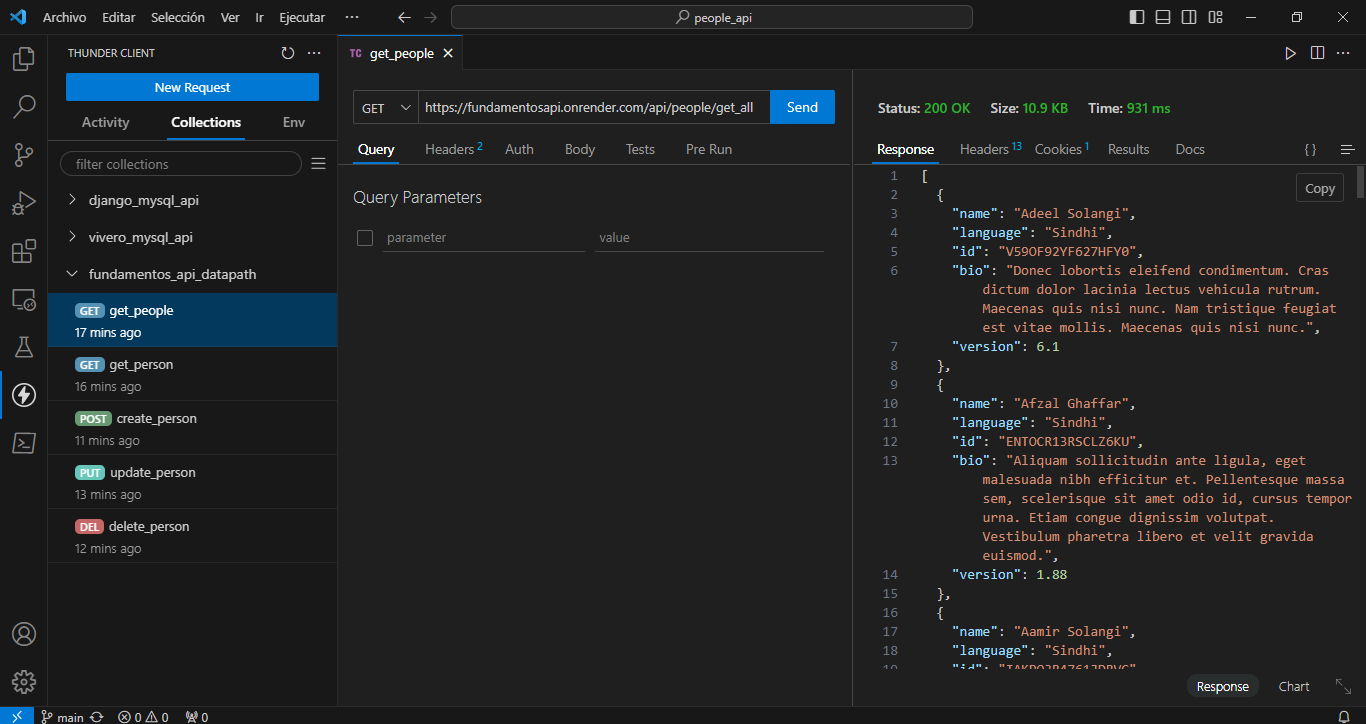 Archivo Editar Selección Ver Ir Ejecutar ··· people_api
THUNDER CLIENT ···
New Request
Activity Collections Env
filter collections
django_mysql_api
vivero_mysql_api
fundamentos_api_datapath
GET get_people
17 mins ago
GET get_person
16 mins ago
POST create_person
11 mins ago
PUT update_person
13 mins ago
DEL delete_person
12 mins ago
TC get_people
GET https://fundamentosapi.onrender.com/api/people/get_all Send
Query Headers 2 Auth Body Tests Pre Run
Query Parameters
parameter value
Status: 200 OK Size: 10.9 KB Time: 931 ms
Response Headers 13 Cookies 1 Results Docs { }
Copy
1 [
2 {
3 "name": "Adeel Solangi",
4 "language": "Sindhi",
5 "id": "V59OF92YF627HFY0",
6 "bio": "Donec lobortis eleifend condimentum. Cras
dictum dolor lacinia lectus vehicula rutrum.
Maecenas quis nisi nunc. Nam tristique feugiat
est vitae mollis. Maecenas quis nisi nunc.",
7 "version": 6.1
8 },
9 {
10 "name": "Afzal Ghaffar",
11 "language": "Sindhi",
12 "id": "ENTOCR13RSCLZ6KU",
13 "bio": "Aliquam sollicitudin ante ligula, eget
malesuada nibh efficitur et. Pellentesque massa
sem, scelerisque sit amet odio id, cursus tempor
urna. Etiam congue dignissim volutpat.
Vestibulum pharetra libero et velit gravida
euismod.",
14 "version": 1.88
15 },
16 {
17 "name": "Aamir Solangi",
18 "language": "Sindhi",
19 "id":
Response Chart
main 0 0 0